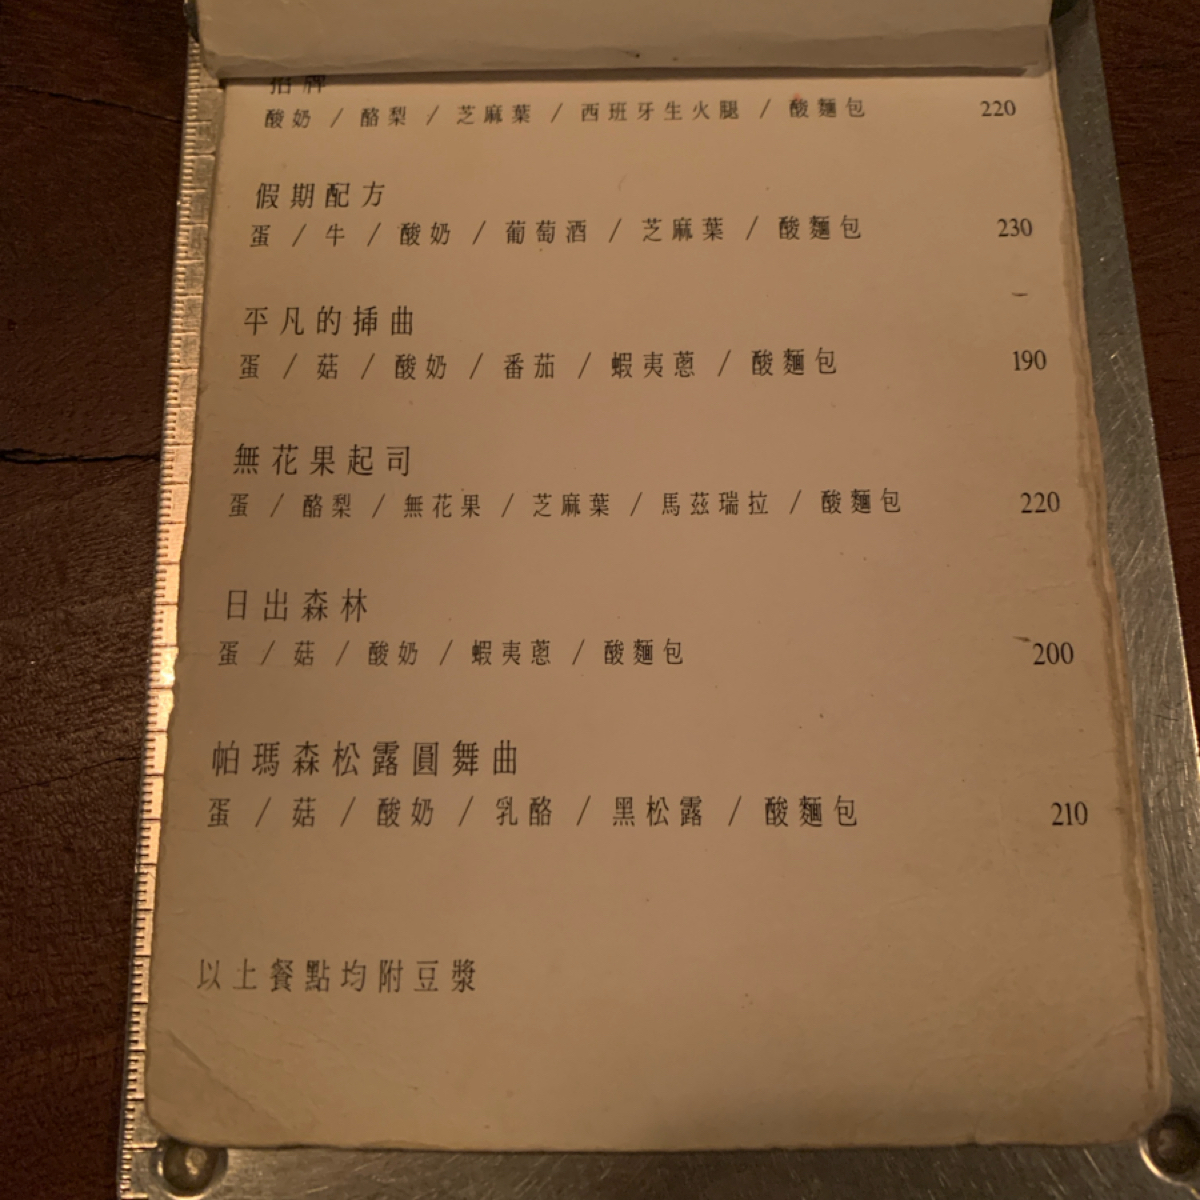 招牌
酸奶 / 酪梨 / 芝麻葉 / 西班牙生火腿 / 酸麵包 220
假期配方
蛋 / 牛 / 酸奶 / 葡萄酒 / 芝麻葉 / 酸麵包 230
平凡的挿曲
蛋 / 菇 / 酸奶 / 番茄 / 蝦夷蔥 / 酸麵包 190
無花果起司
蛋 / 酪梨 / 無花果 / 芝麻葉 / 馬茲瑞拉 / 酸麵包 220
日出森林
蛋 / 菇 / 酸奶 / 蝦夷蔥 / 酸麵包 200
帕瑪森松露圓舞曲
蛋 / 菇 / 酸奶 / 乳酪 / 黑松露 / 酸麵包 210
以上餐點均附豆漿